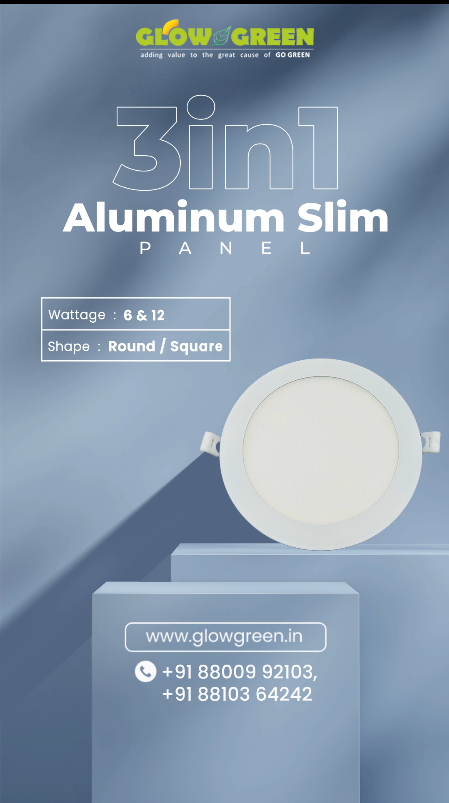 GLOW GREEN
adding value to the great cause of GO GREEN
3in1
Aluminum Slim
PANEL
Wattage : 6 & 12
Shape : Round / Square
www.glowgreen.in
+91 88009 92103,
+91 88103 64242